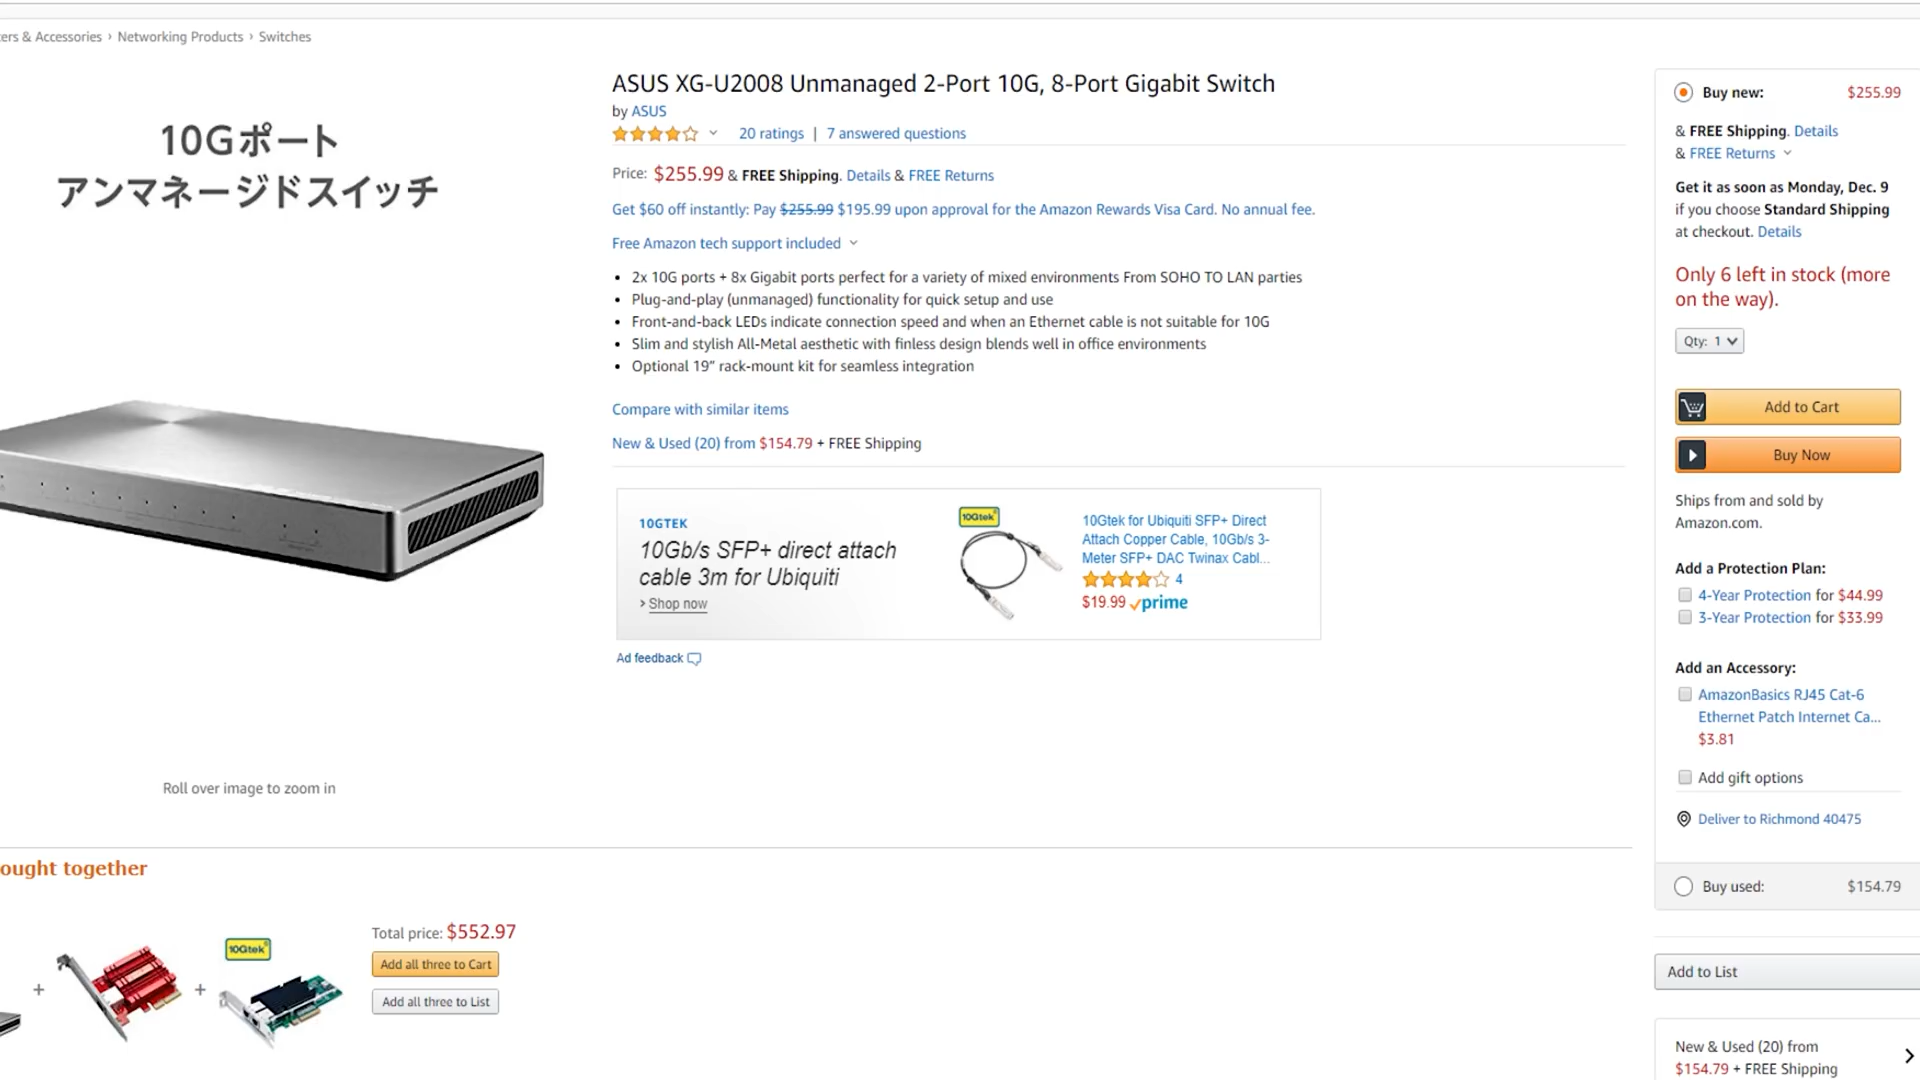 ers & Accessories › Networking Products › Switches
10Gポート
アンマネージドスイッチ
Roll over image to zoom in
ASUS XG-U2008 Unmanaged 2-Port 10G, 8-Port Gigabit Switch
by ASUS
20 ratings | 7 answered questions
Price: $255.99 & FREE Shipping. Details & FREE Returns
Get $60 off instantly: Pay $255.99 $195.99 upon approval for the Amazon Rewards Visa Card. No annual fee.
Free Amazon tech support included
• 2x 10G ports + 8x Gigabit ports perfect for a variety of mixed environments From SOHO TO LAN parties
• Plug-and-play (unmanaged) functionality for quick setup and use
• Front-and-back LEDs indicate connection speed and when an Ethernet cable is not suitable for 10G
• Slim and stylish All-Metal aesthetic with finless design blends well in office environments
• Optional 19” rack-mount kit for seamless integration
Compare with similar items
New & Used (20) from $154.79 + FREE Shipping
10GTEK
10Gb/s SFP+ direct attach
cable 3m for Ubiquiti
› Shop now
10Gtek
10Gtek for Ubiquiti SFP+ Direct
Attach Copper Cable, 10Gb/s 3-
Meter SFP+ DAC Twinax Cabl...
4
$19.99 prime
Ad feedback
Buy new: $255.99
& FREE Shipping. Details
& FREE Returns
Get it as soon as Monday, Dec. 9
if you choose Standard Shipping
at checkout. Details
Only 6 left in stock (more
on the way).
Qty: 1
Add to Cart
Buy Now
Ships from and sold by
Amazon.com.
Add a Protection Plan:
4-Year Protection for $44.99
3-Year Protection for $33.99
Add an Accessory:
AmazonBasics RJ45 Cat-6
Ethernet Patch Internet Ca...
$3.81
Add gift options
Deliver to Richmond 40475
Buy used: $154.79
Add to List
New & Used (20) from
$154.79 + FREE Shipping
ought together
+
+
10Gtek
Total price: $552.97
Add all three to Cart
Add all three to List